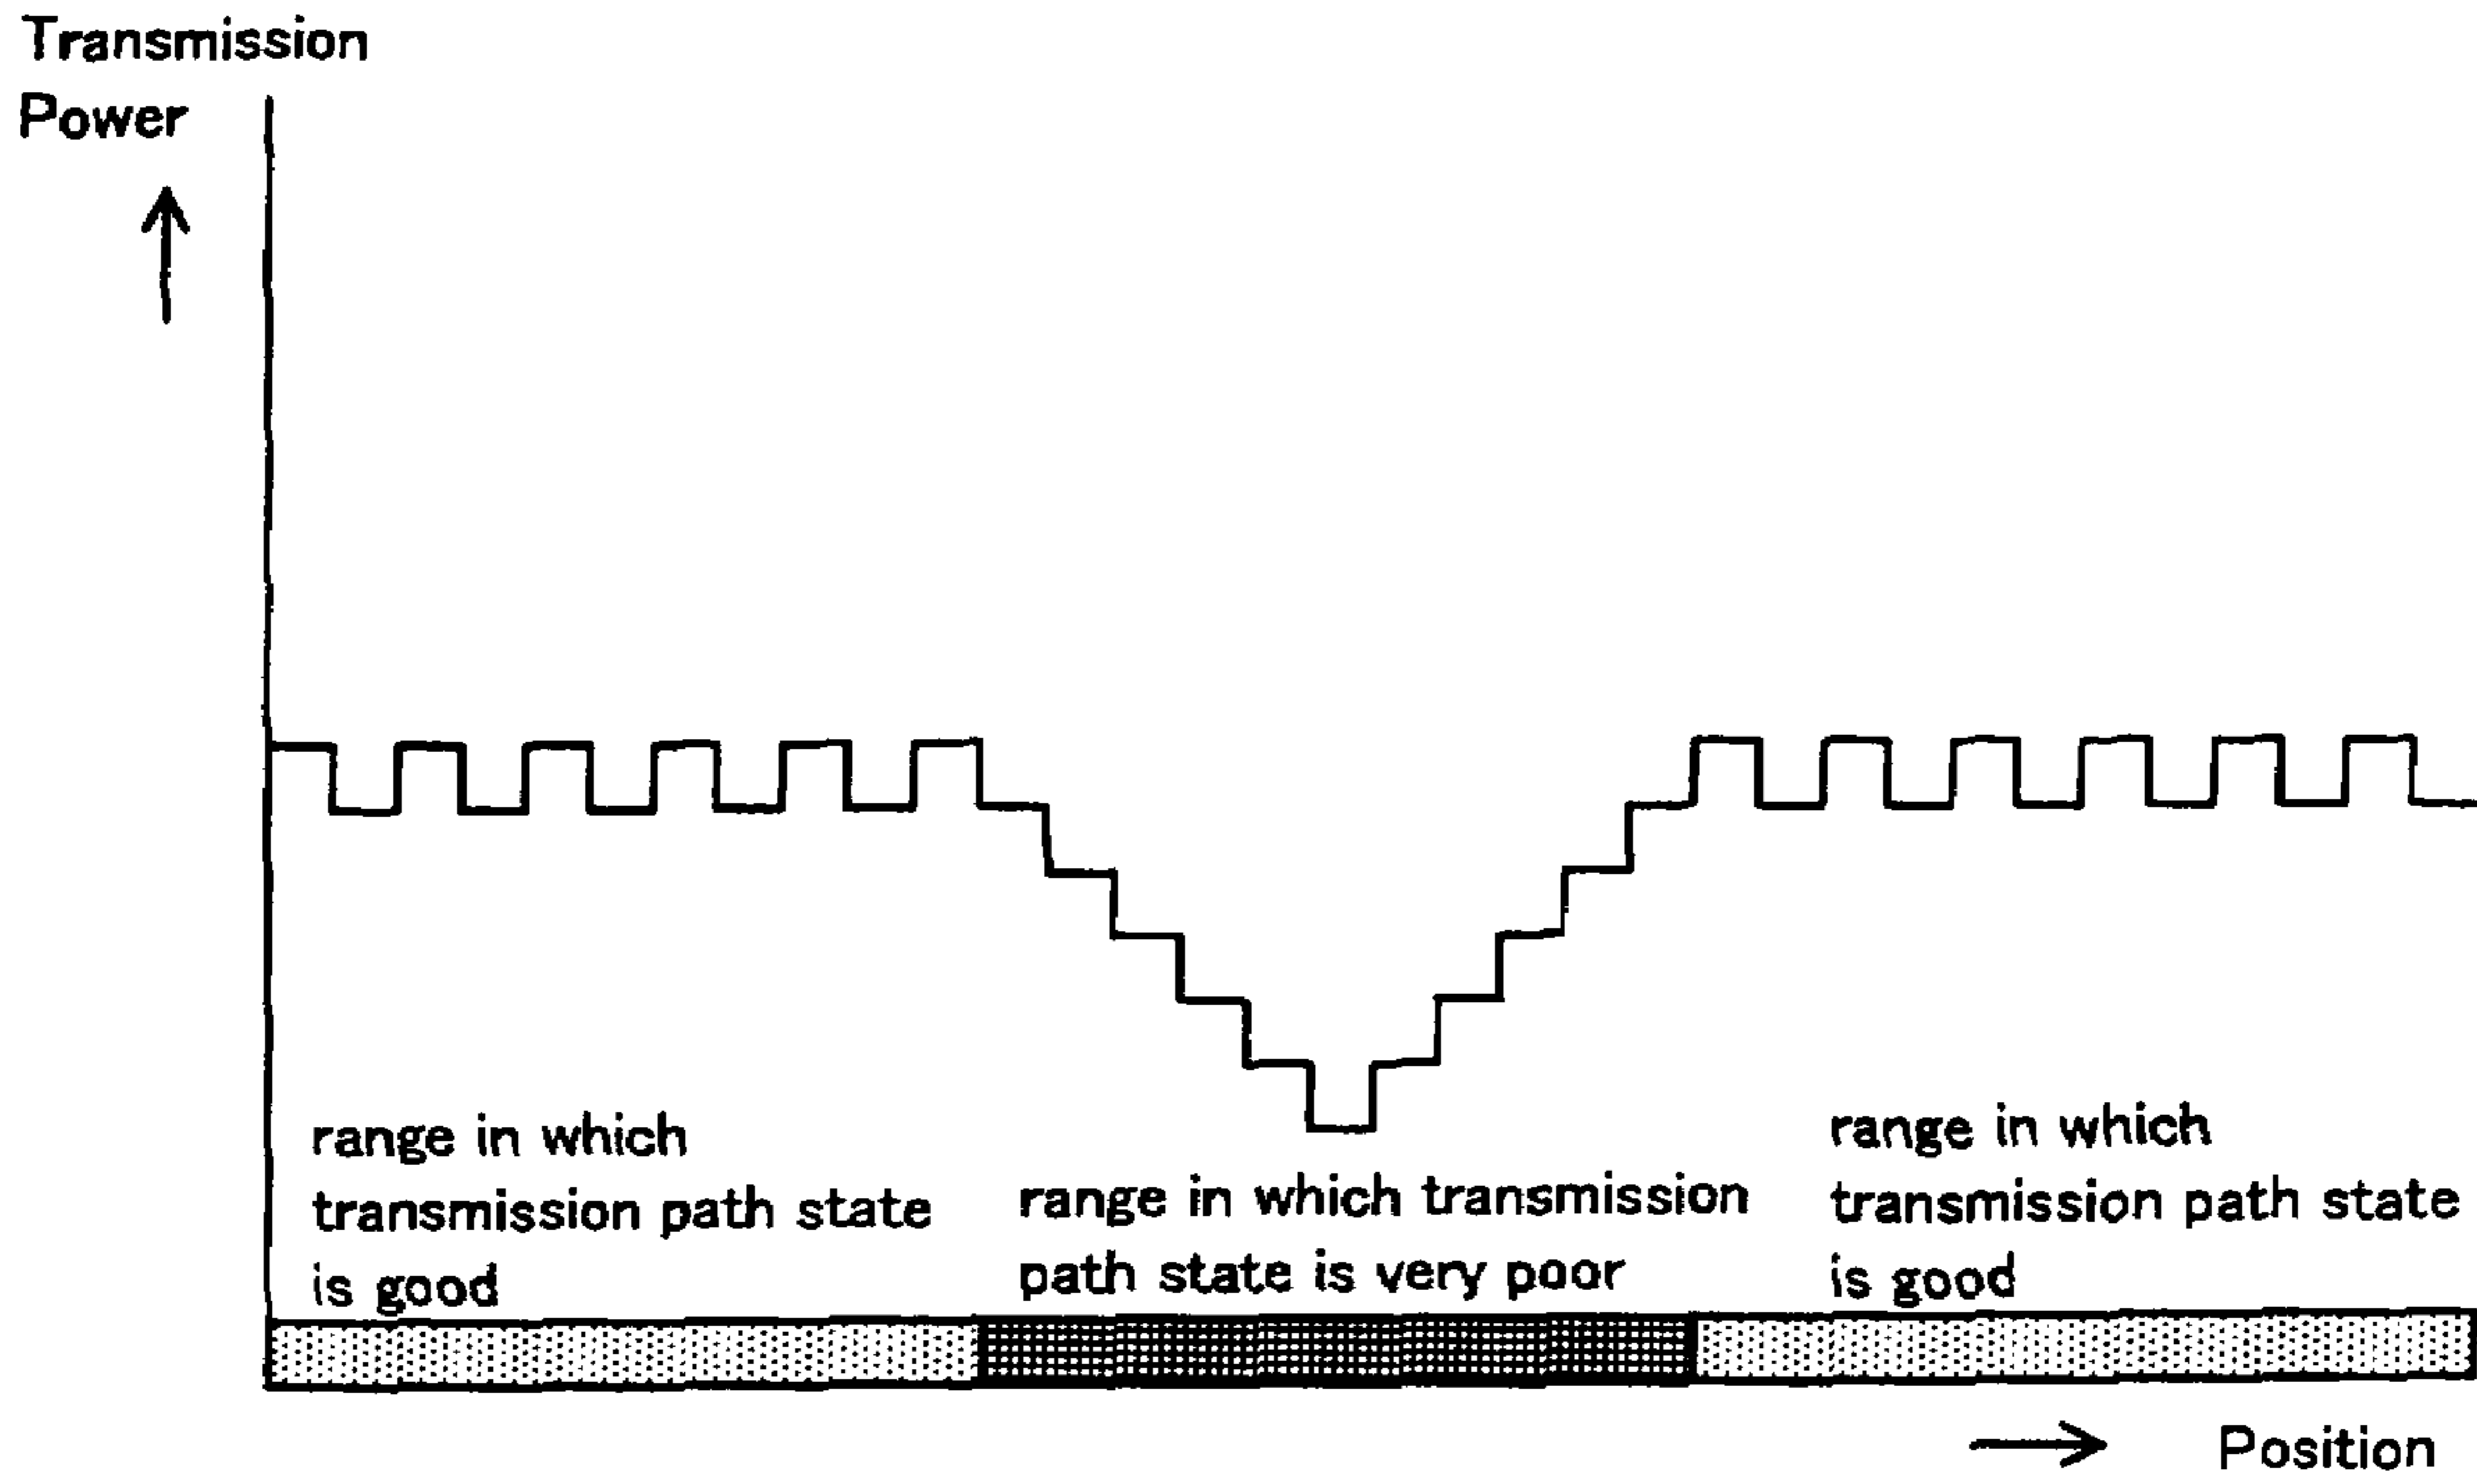 Transmission
Power
range in which
transmission path state
is good
range in which transmission
path state is very poor
range in which
transmission path state
is good
Position